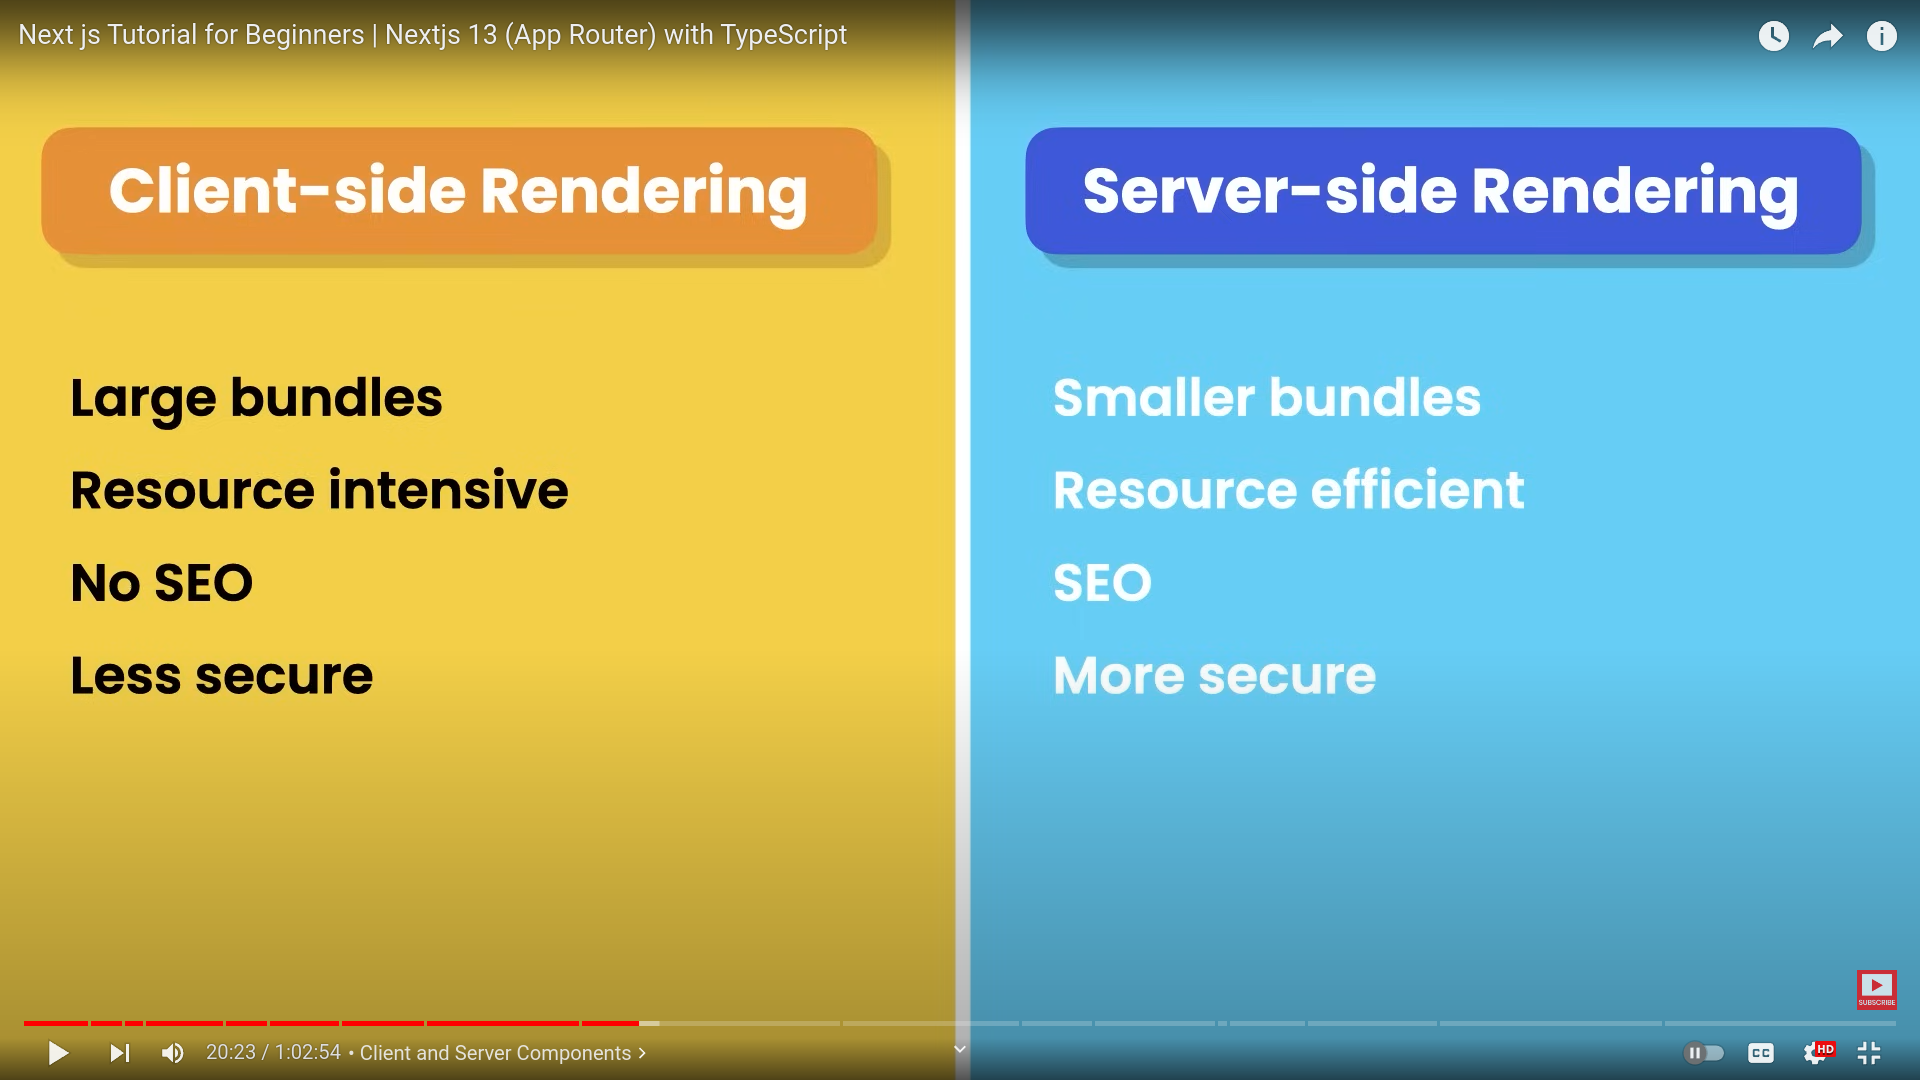 Next js Tutorial for Beginners | Nextjs 13 (App Router) with TypeScript
Client-side Rendering
Large bundles
Resource intensive
No SEO
Less secure
Server-side Rendering
Smaller bundles
Resource efficient
SEO
More secure
SUBSCRIBE
20:23 / 1:02:54 • Client and Server Components
CC
HD